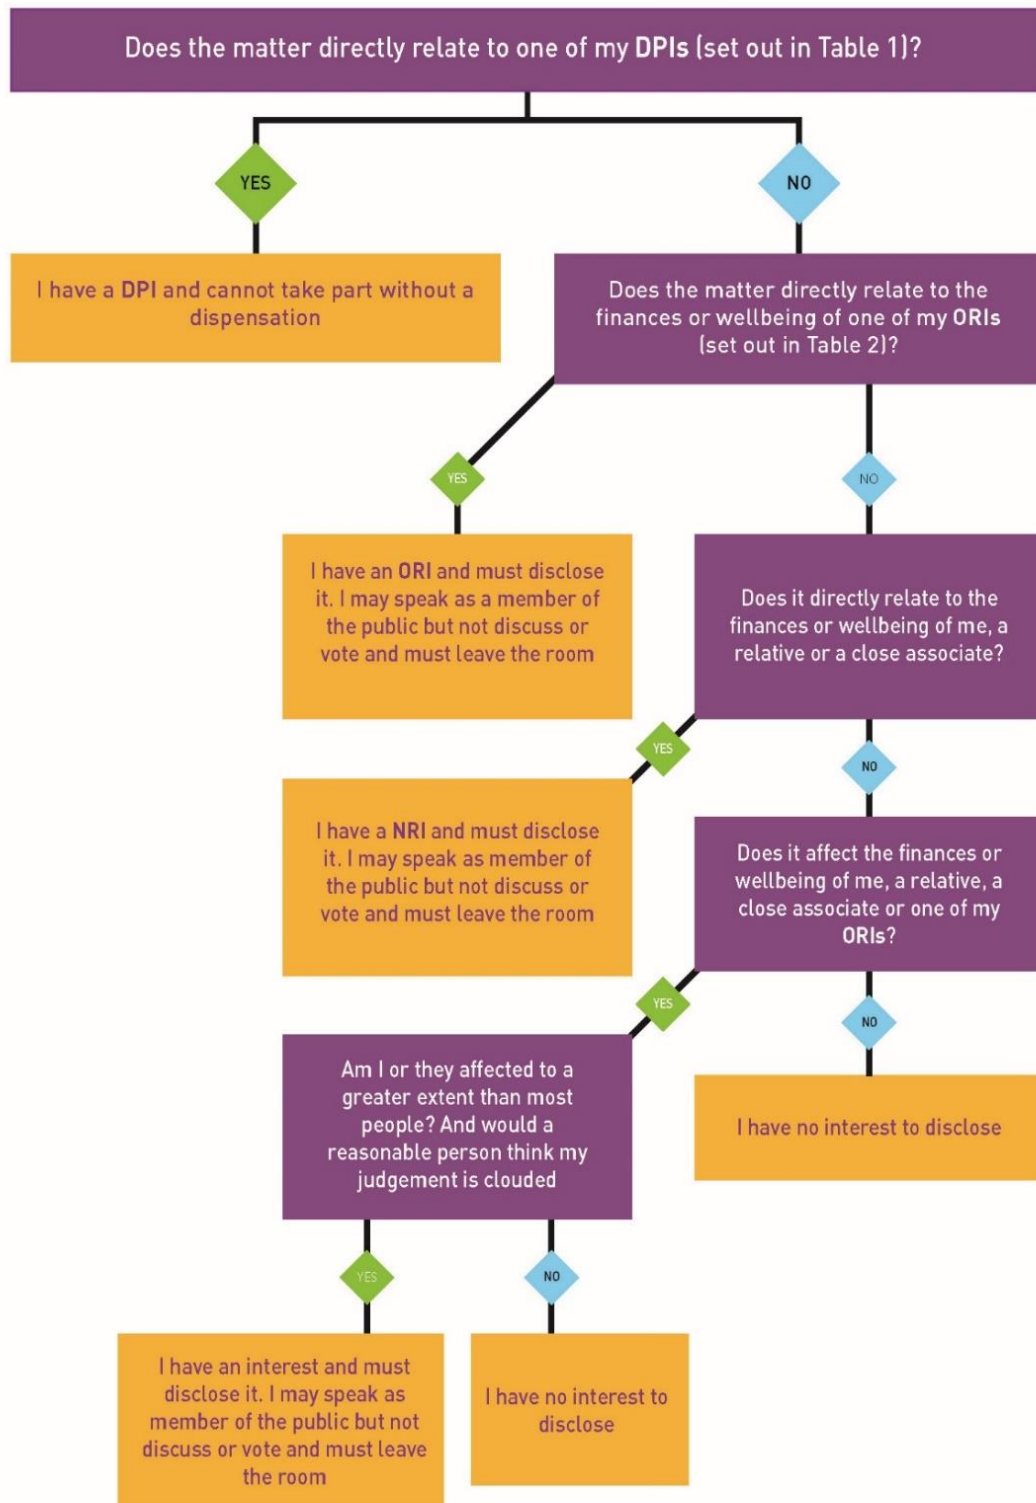 Does the matter directly relate to one of my DPIs (set out in Table 1)?
YES
NO
I have a DPI and cannot take part without a
dispensation
Does the matter directly relate to the
finances or wellbeing of one of my ORIs
(set out in Table 2)?
YES
NO
I have an ORI and must disclose
it. I may speak as a member of
the public but not discuss or
vote and must leave the room
Does it directly relate to the
finances or wellbeing of me, a
relative or a close associate?
YES
NO
I have a NRI and must disclose
it. I may speak as member of
the public but not discuss or
vote and must leave the room
Does it affect the finances or
wellbeing of me, a relative, a
close associate or one of my
ORIs?
YES
NO
Am I or they affected to a
greater extent than most
people? And would a
reasonable person think my
judgement is clouded
I have no interest to disclose
YES
NO
I have an interest and must
disclose it. I may speak as
member of the public but not
discuss or vote and must leave
the room
I have no interest to
disclose